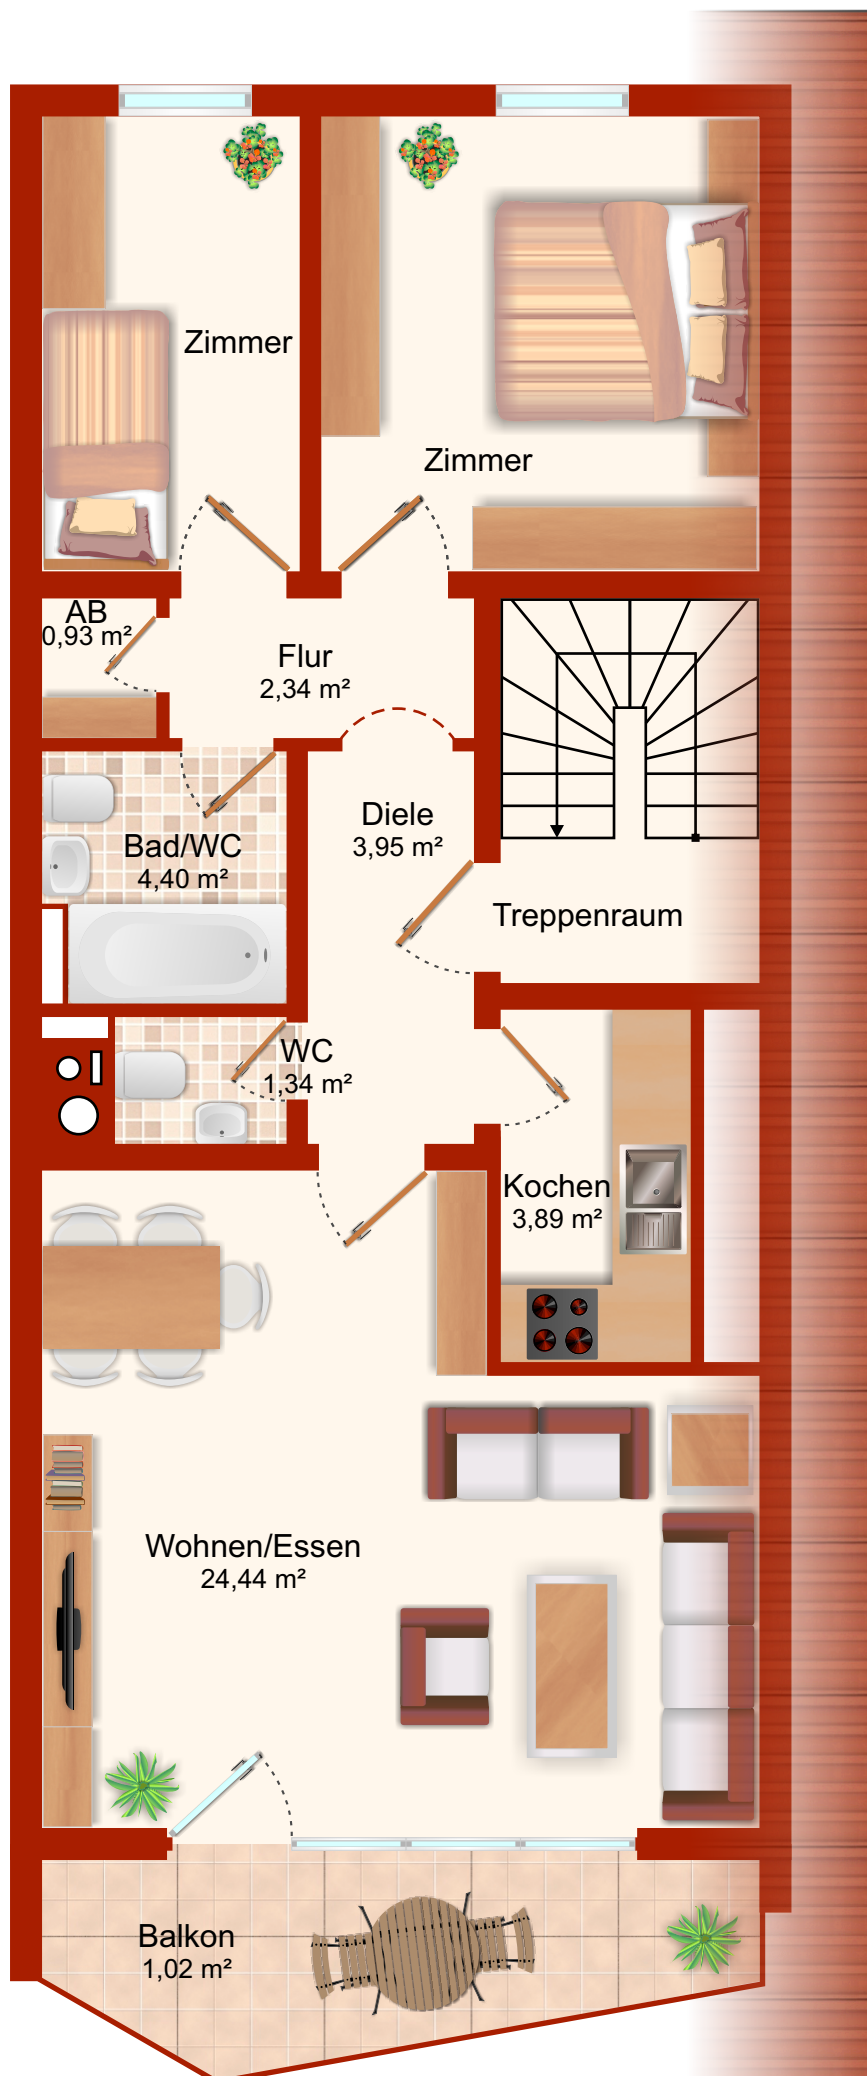 Zimmer
Zimmer
AB
0,93 m²
Flur
2,34 m²
Diele
3,95 m²
Bad/WC
4,40 m²
Treppenraum
WC
1,34 m²
Kochen
3,89 m²
Wohnen/Essen
24,44 m²
Balkon
1,02 m²